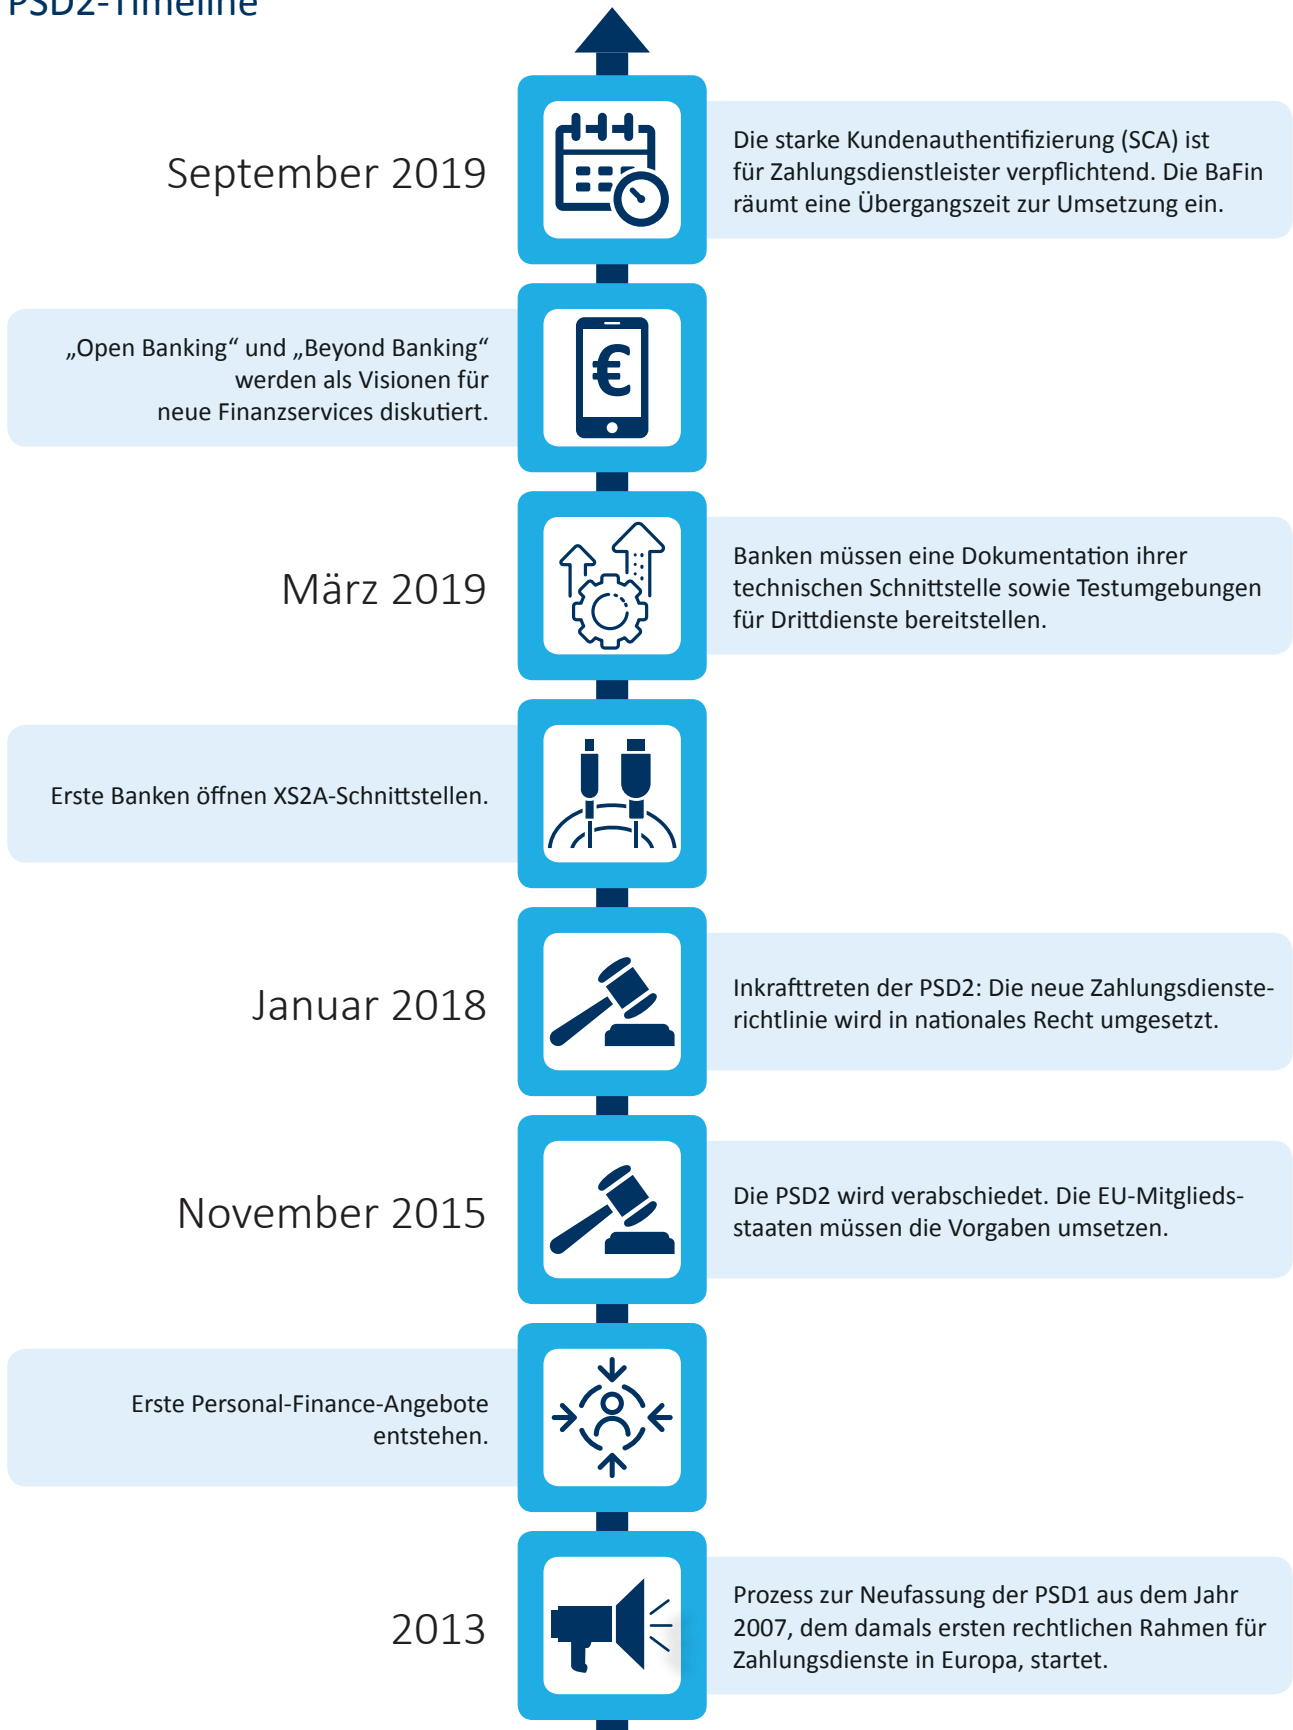 PSD2-Timeline
September 2019
Die starke Kundenauthentifizierung (SCA) ist
für Zahlungsdienstleister verpflichtend. Die BaFin
räumt eine Übergangszeit zur Umsetzung ein.
„Open Banking“ und „Beyond Banking“
werden als Visionen für
neue Finanzservices diskutiert.
€
März 2019
Banken müssen eine Dokumentation ihrer
technischen Schnittstelle sowie Testumgebungen
für Drittdienste bereitstellen.
Erste Banken öffnen XS2A-Schnittstellen.
Januar 2018
Inkrafttreten der PSD2: Die neue Zahlungsdienste-
richtlinie wird in nationales Recht umgesetzt.
November 2015
Die PSD2 wird verabschiedet. Die EU-Mitglieds-
staaten müssen die Vorgaben umsetzen.
Erste Personal-Finance-Angebote
entstehen.
2013
Prozess zur Neufassung der PSD1 aus dem Jahr
2007, dem damals ersten rechtlichen Rahmen für
Zahlungsdienste in Europa, startet.